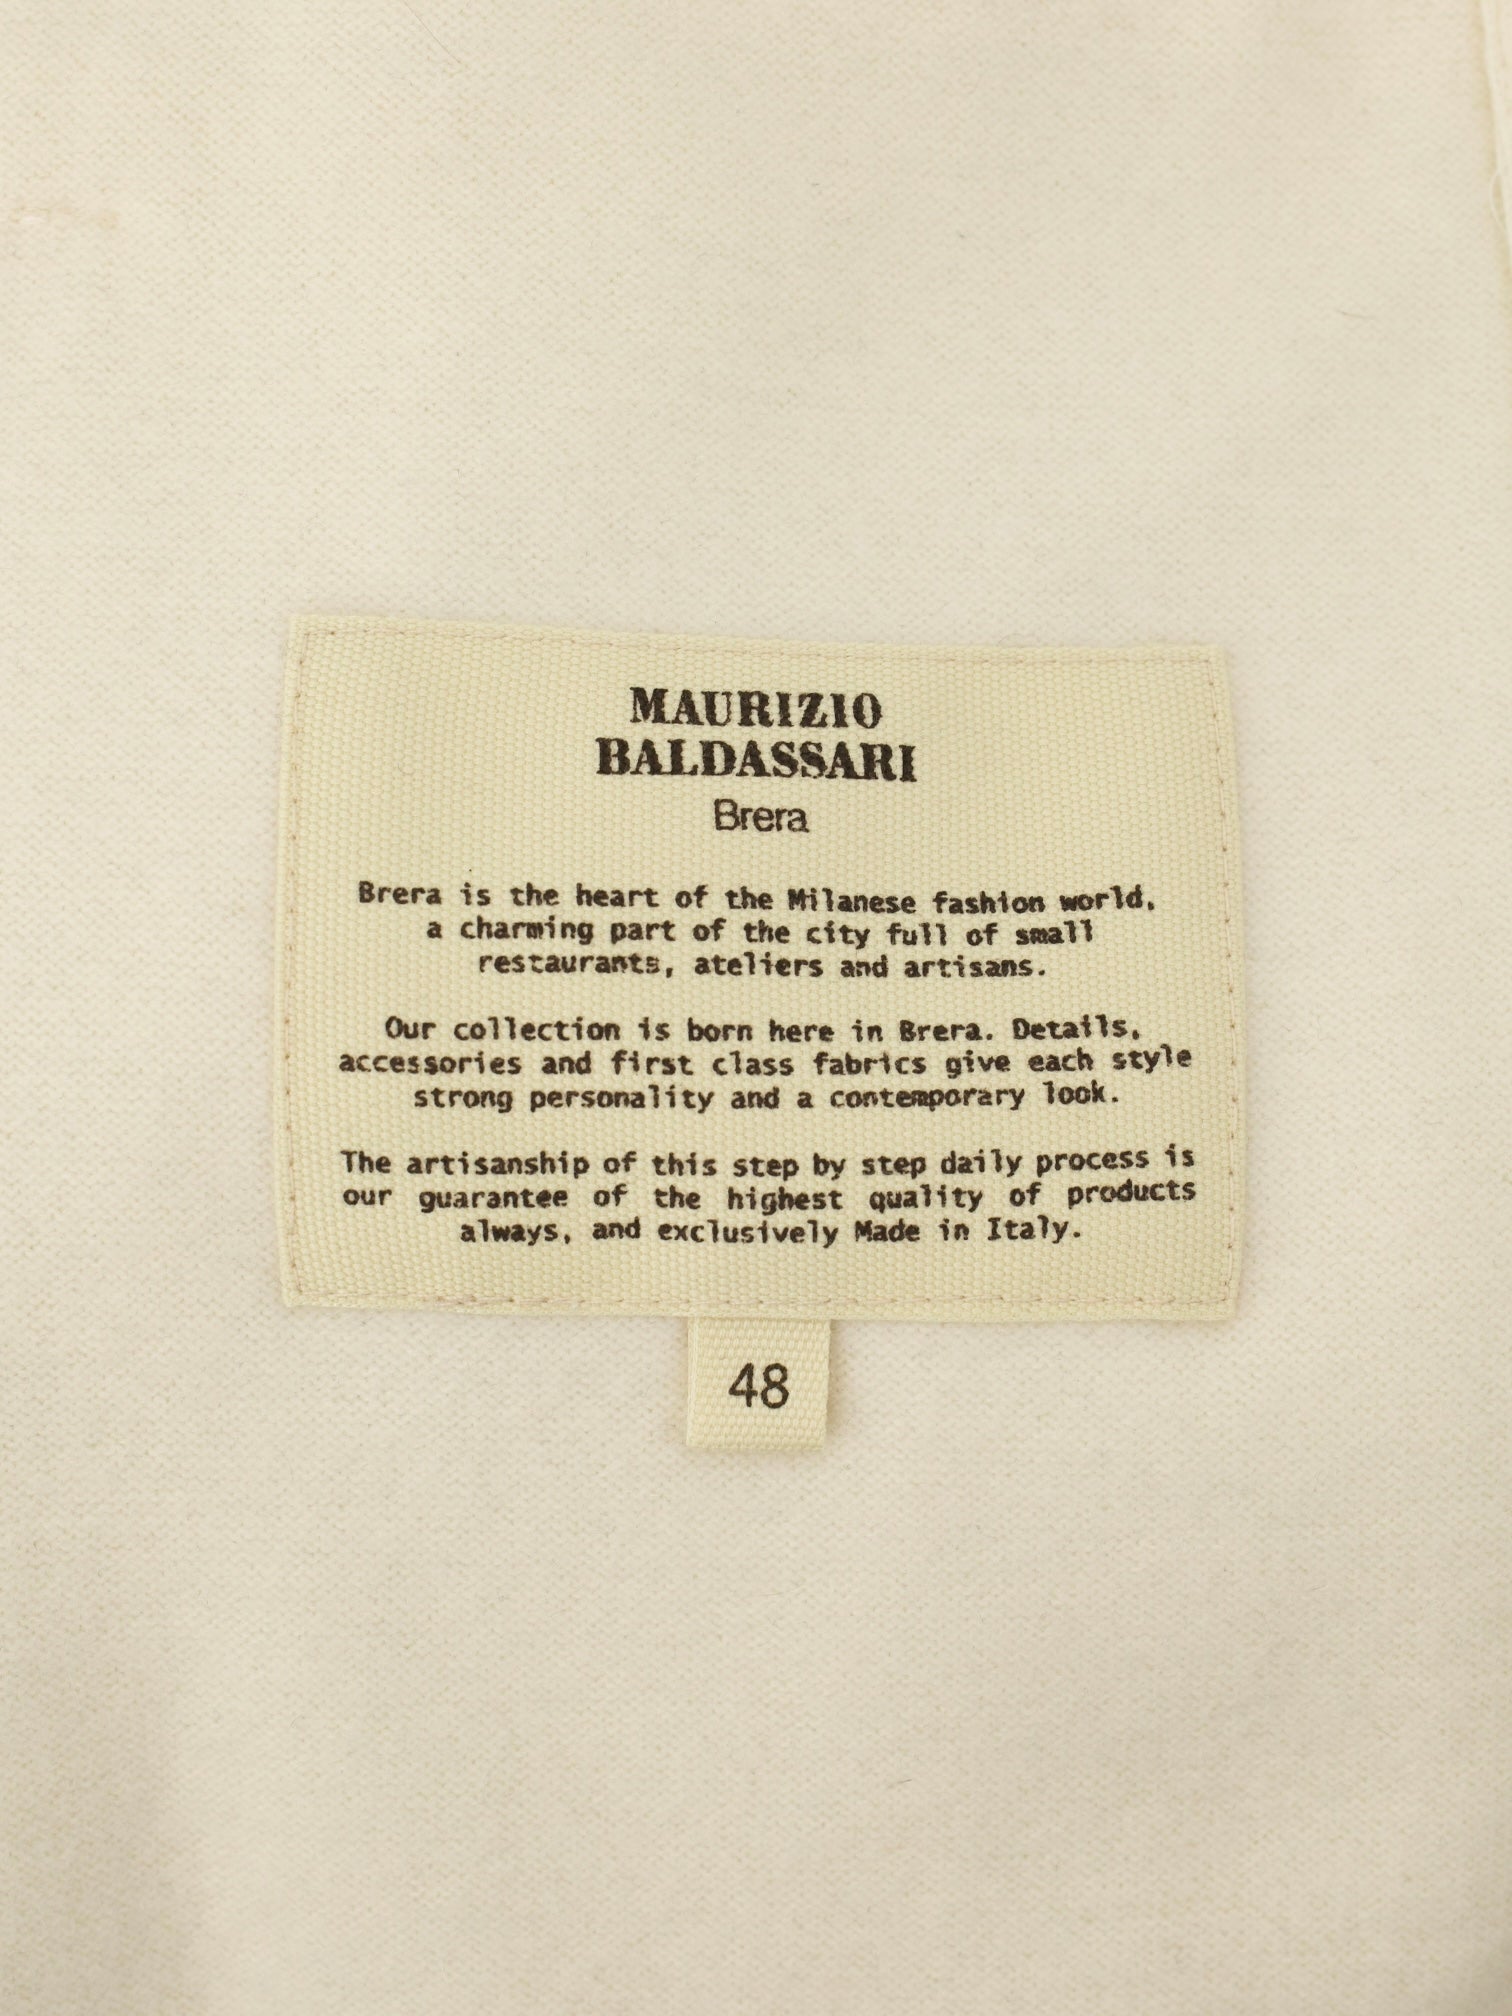 MAURIZIO
BALDASSARI
Brera
Brera is the heart of the Milanese fashion world,
a charming part of the city full of small
restaurants, ateliers and artisans.
Our collection is born here in Brera. Details,
accessories and first class fabrics give each style
strong personality and a contemporary look.
The artisanship of this step by step daily process is
our guarantee of the highest quality of products
always, and exclusively Made in Italy.
48